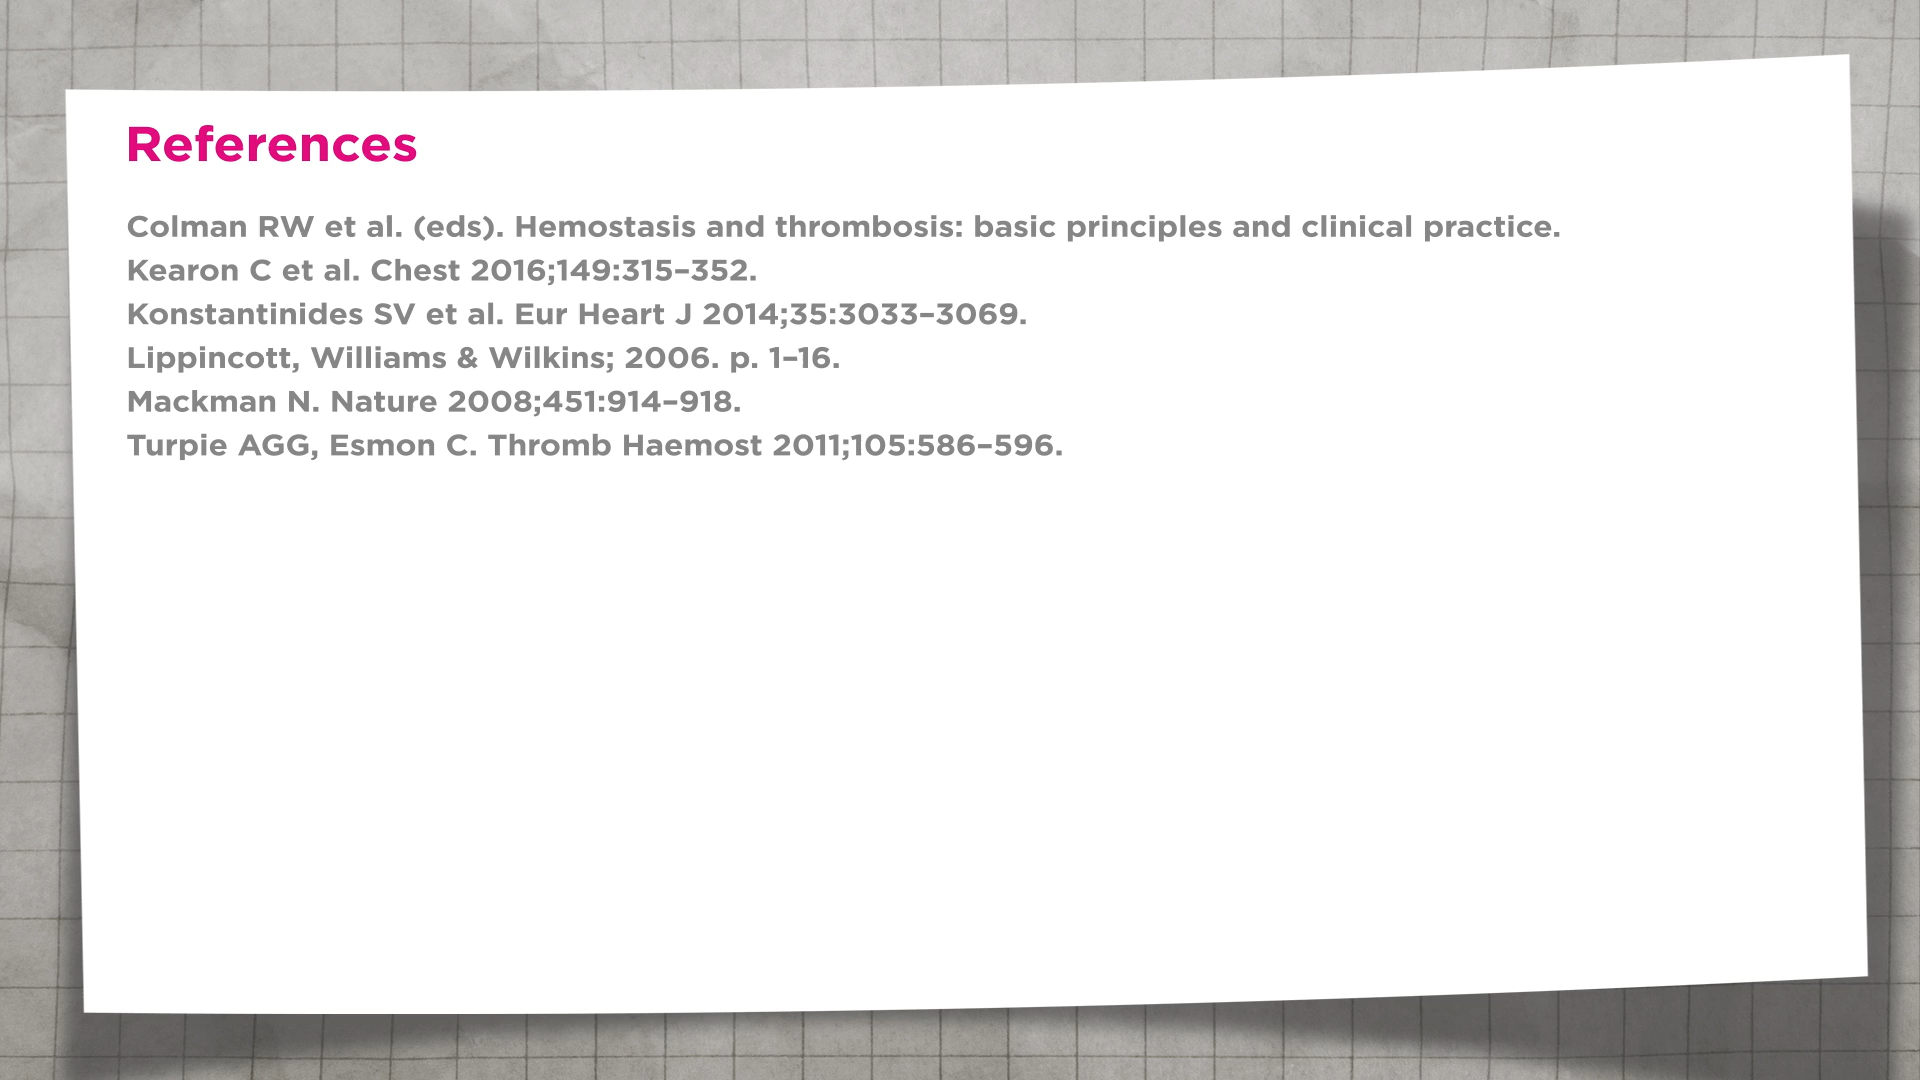 References
Colman RW et al. (eds). Hemostasis and thrombosis: basic principles and clinical practice.
Kearon C et al. Chest 2016;149:315–352.
Konstantinides SV et al. Eur Heart J 2014;35:3033–3069.
Lippincott, Williams & Wilkins; 2006. p. 1–16.
Mackman N. Nature 2008;451:914–918.
Turpie AGG, Esmon C. Thromb Haemost 2011;105:586–596.